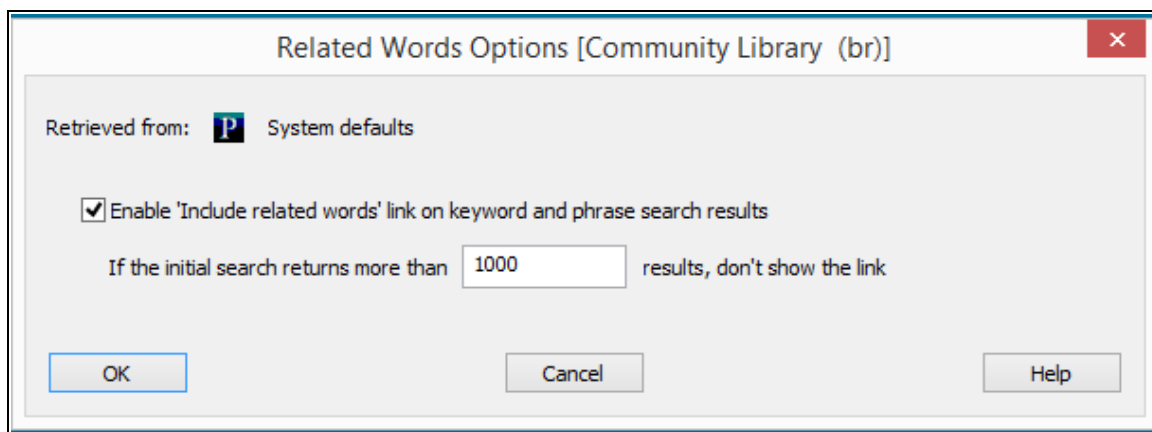 Related Words Options [Community Library (br)]
Retrieved from: P System defaults
Enable 'Include related words' link on keyword and phrase search results
If the initial search returns more than 1000 results, don't show the link
OK Cancel Help